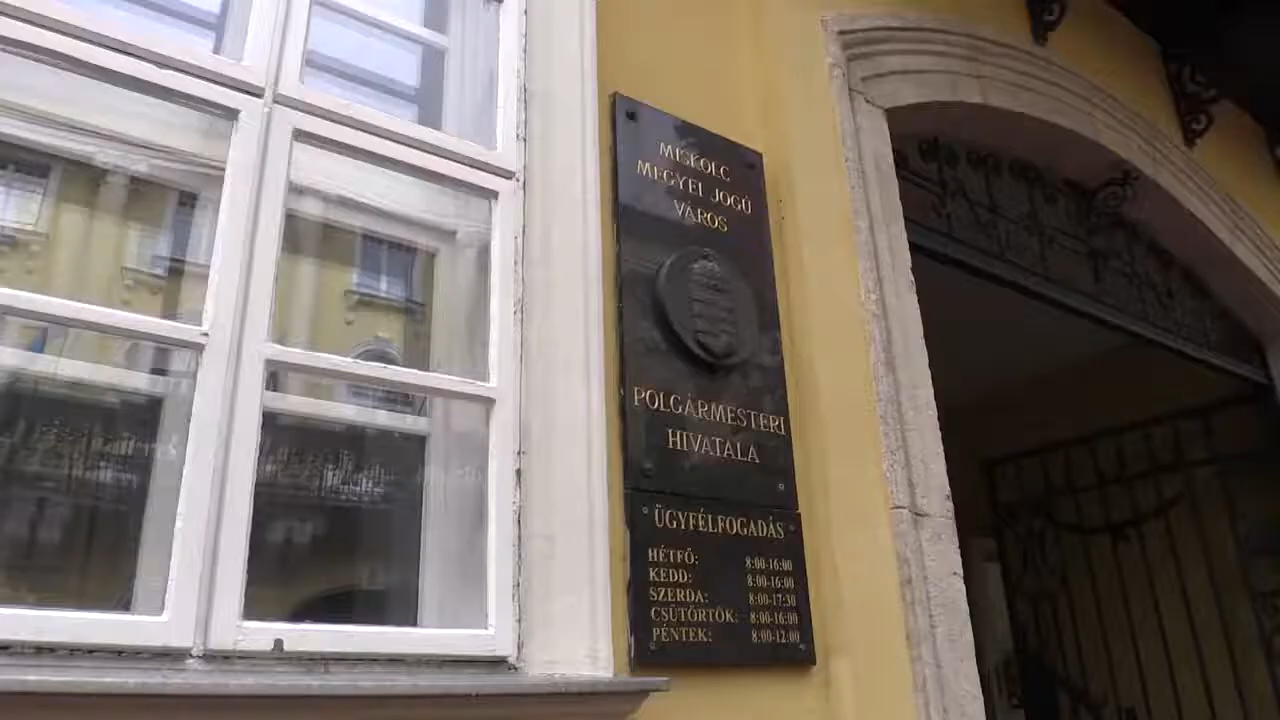 MISKOLC
MEGYEI JOGÚ
VÁROS
POLGÁRMESTERI
HIVATALA
ÜGYFÉLFOGADÁS
HÉTFŐ: 8:00-16:00
KEDD: 8:00-16:00
SZERDA: 8:00-17:30
CSÜTÖRTÖK: 8:00-16:00
PÉNTEK: 8:00-12:00